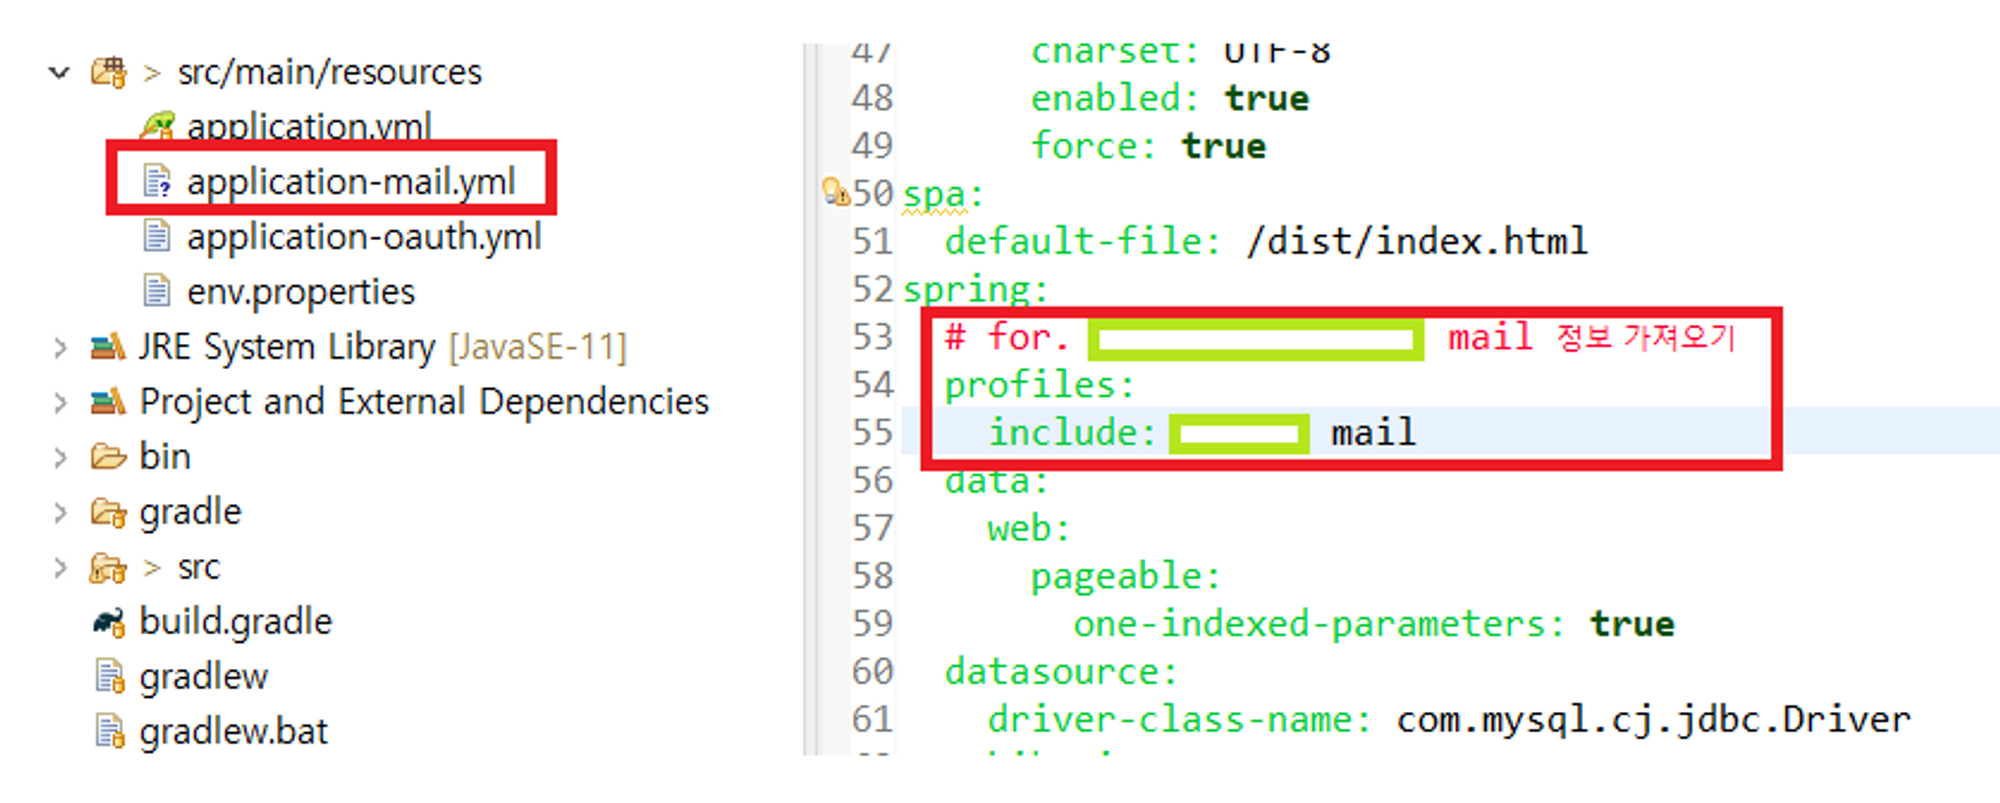 > src/main/resources
application.yml
application-mail.yml
application-oauth.yml
env.properties
JRE System Library [JavaSE-11]
Project and External Dependencies
bin
gradle
> src
build.gradle
gradlew
gradlew.bat
47 charset: UTF-8
48 enabled: true
49 force: true
50 spa:
51 default-file: /dist/index.html
52 spring:
53 # for. mail 정보 가져오기
54 profiles:
55 include: mail
56 data:
57 web:
58 pageable:
59 one-indexed-parameters: true
60 datasource:
61 driver-class-name: com.mysql.cj.jdbc.Driver